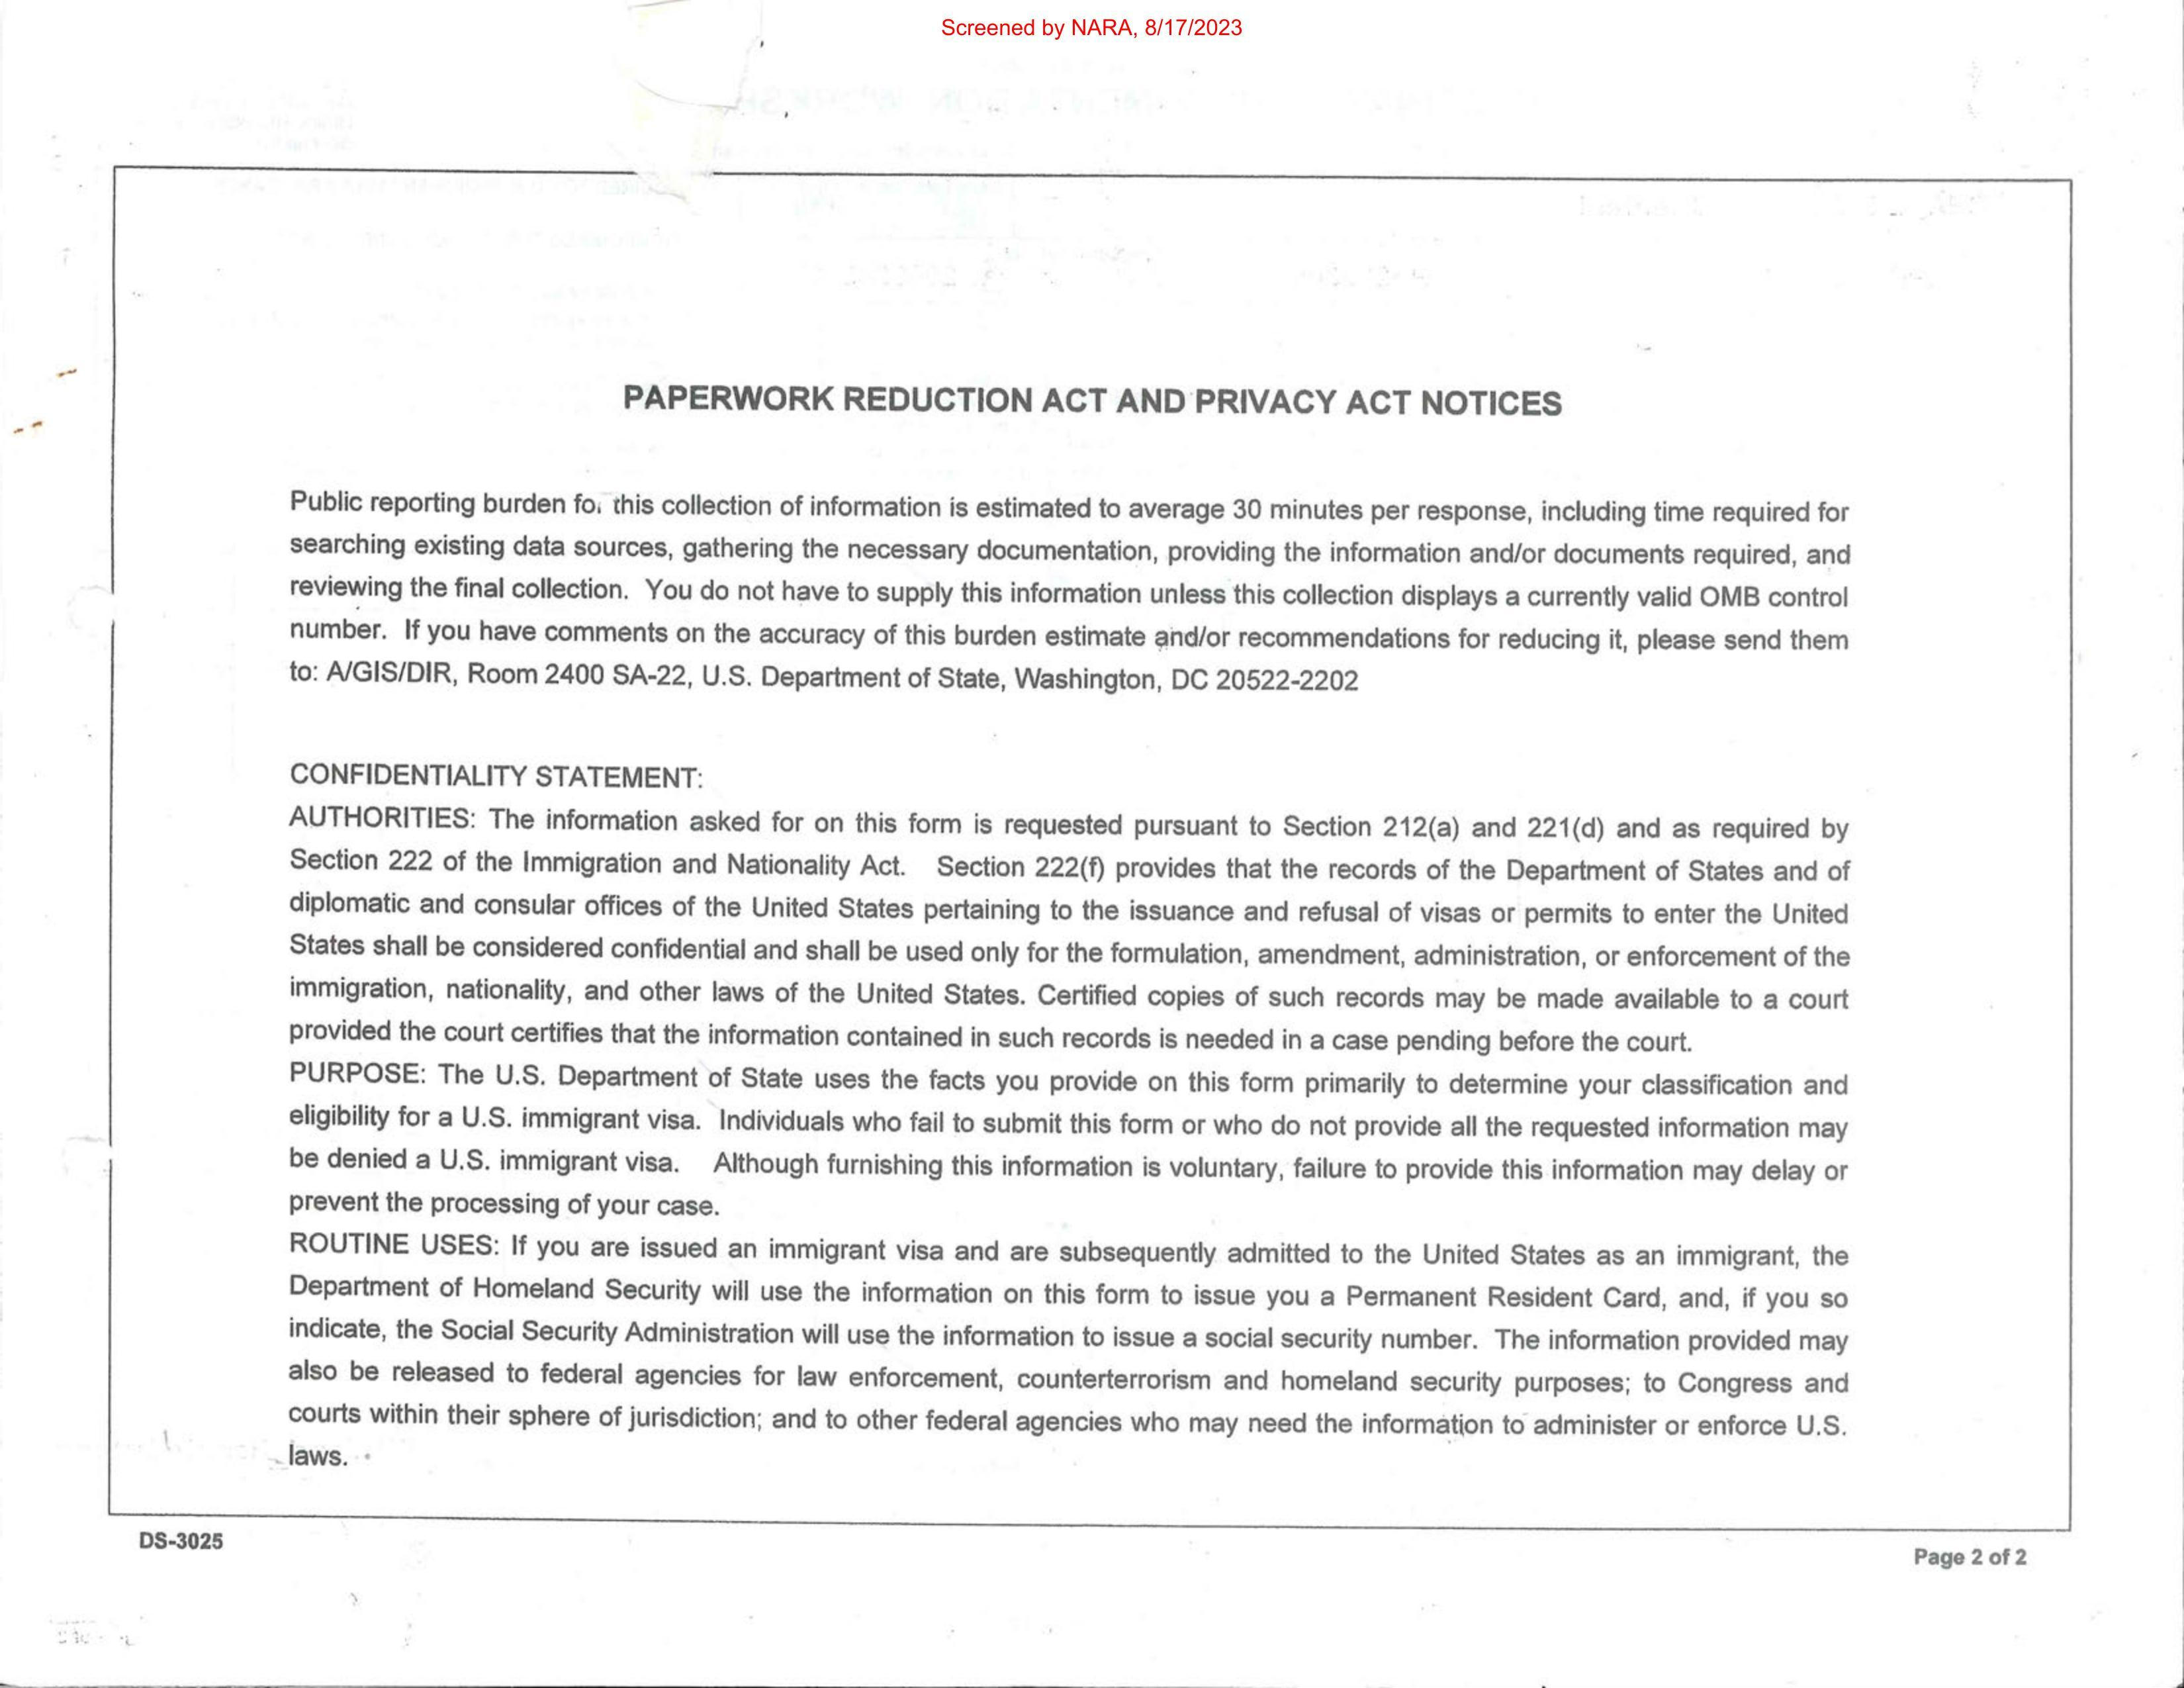 Screened by NARA, 8/17/2023
PAPERWORK REDUCTION ACT AND PRIVACY ACT NOTICES
Public reporting burden for this collection of information is estimated to average 30 minutes per response, including time required for
searching existing data sources, gathering the necessary documentation, providing the information and/or documents required, and
reviewing the final collection. You do not have to supply this information unless this collection displays a currently valid OMB control
number. If you have comments on the accuracy of this burden estimate and/or recommendations for reducing it, please send them
to: A/GIS/DIR, Room 2400 SA-22, U.S. Department of State, Washington, DC 20522-2202
CONFIDENTIALITY STATEMENT:
AUTHORITIES: The information asked for on this form is requested pursuant to Section 212(a) and 221(d) and as required by
Section 222 of the Immigration and Nationality Act. Section 222(f) provides that the records of the Department of States and of
diplomatic and consular offices of the United States pertaining to the issuance and refusal of visas or permits to enter the United
States shall be considered confidential and shall be used only for the formulation, amendment, administration, or enforcement of the
immigration, nationality, and other laws of the United States. Certified copies of such records may be made available to a court
provided the court certifies that the information contained in such records is needed in a case pending before the court.
PURPOSE: The U.S. Department of State uses the facts you provide on this form primarily to determine your classification and
eligibility for a U.S. immigrant visa. Individuals who fail to submit this form or who do not provide all the requested information may
be denied a U.S. immigrant visa. Although furnishing this information is voluntary, failure to provide this information may delay or
prevent the processing of your case.
ROUTINE USES: If you are issued an immigrant visa and are subsequently admitted to the United States as an immigrant, the
Department of Homeland Security will use the information on this form to issue you a Permanent Resident Card, and, if you so
indicate, the Social Security Administration will use the information to issue a social security number. The information provided may
also be released to federal agencies for law enforcement, counterterrorism and homeland security purposes; to Congress and
courts within their sphere of jurisdiction; and to other federal agencies who may need the information to administer or enforce U.S.
laws.
DS-3025
Page 2 of 2